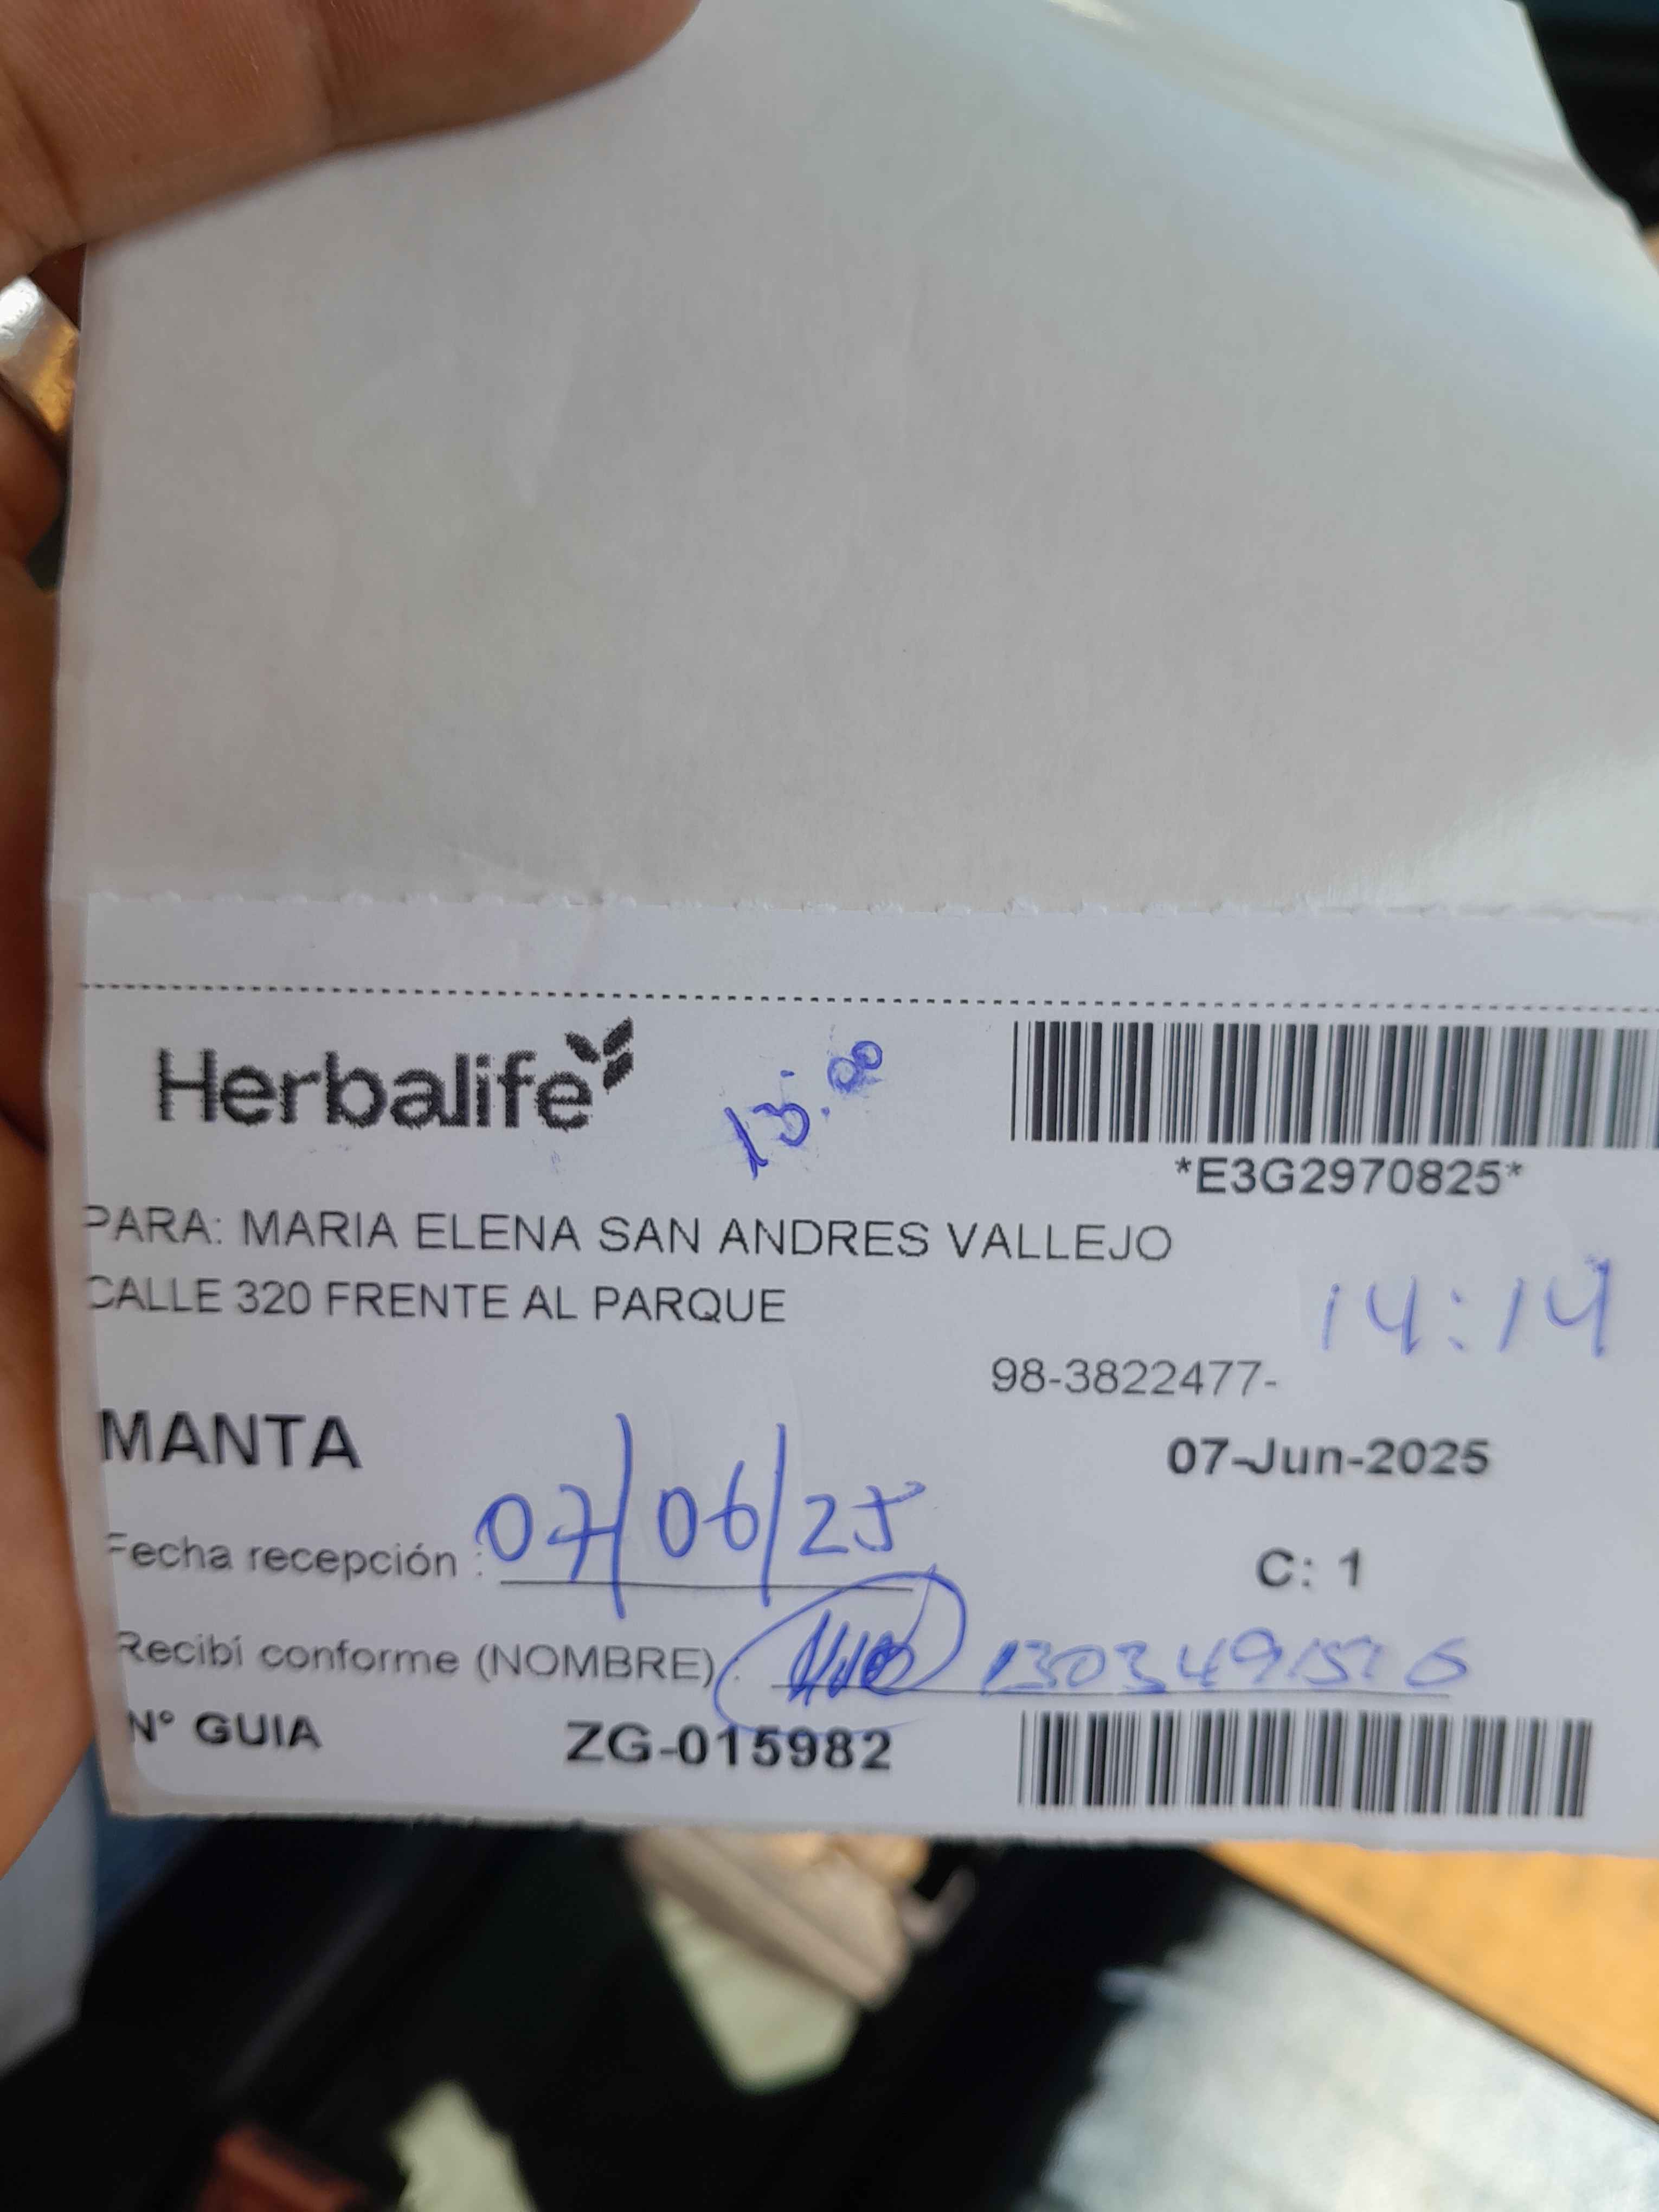 Herbalife
13:00
*E3G2970825*
PARA: MARIA ELENA SAN ANDRES VALLEJO
CALLE 320 FRENTE AL PARQUE
14:14
98-3822477-
MANTA
07-Jun-2025
Fecha recepción : 07/06/25
C: 1
Recibí conforme (NOMBRE)
N° GUIA ZG-015982